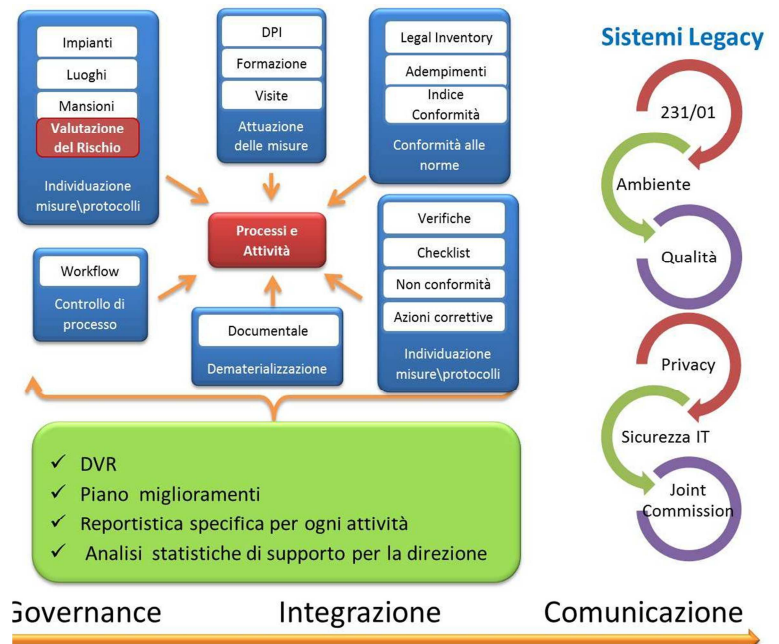 Impianti
Luoghi
Mansioni
Valutazione
del Rischio
Individuazione
misure\protocolli
DPI
Formazione
Visite
Attuazione
delle misure
Legal Inventory
Adempimenti
Indice
Conformità
Conformità alle
norme
Processi e
Attività
Workflow
Controllo di
processo
Documentale
Dematerializzazione
Verifiche
Checklist
Non conformità
Azioni correttive
Individuazione
misure\protocolli
✓ DVR
✓ Piano miglioramenti
✓ Reportistica specifica per ogni attività
✓ Analisi statistiche di supporto per la direzione
Sistemi Legacy
231/01
Ambiente
Qualità
Privacy
Sicurezza IT
Joint
Commission
Governance
Integrazione
Comunicazione